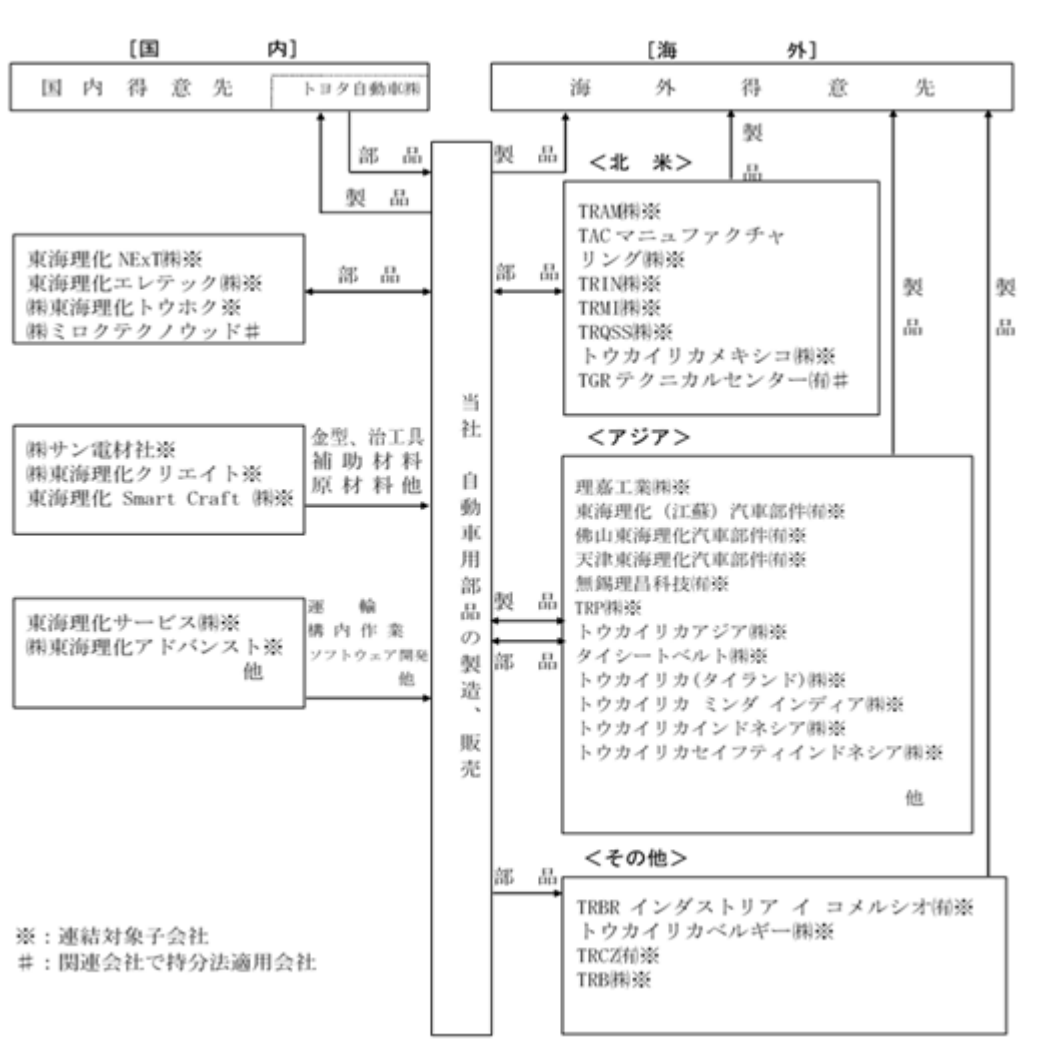 [国　　　内]
国 内 得 意 先
トヨタ自動車㈱
部 品
製 品
東海理化 NExT㈱※
東海理化エレテック㈱※
㈱東海理化トウホク※
㈱ミロクテクノウッド＃
部 品
㈱サン電材社※
㈱東海理化クリエイト※
東海理化 Smart Craft ㈱※
金型、治工具
補 助 材 料
原 材 料 他
東海理化サービス㈱※
㈱東海理化アドバンスト※
他
運 輸
構 内 作 業
ソフトウェア開発
他
当社 自動車用部品の製造、販売
[海　　　外]
海 外 得 意 先
製 品
製品
製品
製品
＜北 米＞
部 品
TRAM㈱※
TAC マニュファクチャ
リング㈱※
TRIN㈱※
TRMI㈱※
TRQSS㈱※
トウカイリカメキシコ㈱※
TGR テクニカルセンター㈲＃
＜アジア＞
製 品
部 品
理嘉工業㈱※
東海理化（江蘇）汽車部件㈲※
佛山東海理化汽車部件㈲※
天津東海理化汽車部件㈲※
無錫理昌科技㈲※
TRP㈱※
トウカイリカアジア㈱※
タイシートベルト㈱※
トウカイリカ(タイランド)㈱※
トウカイリカ ミンダ インディア㈱※
トウカイリカインドネシア㈱※
トウカイリカセイフティインドネシア㈱※
他
＜その他＞
部 品
TRBR インダストリア イ コメルシオ㈲※
トウカイリカベルギー㈱※
TRCZ㈲※
TRB㈱※
※：連結対象子会社
＃：関連会社で持分法適用会社